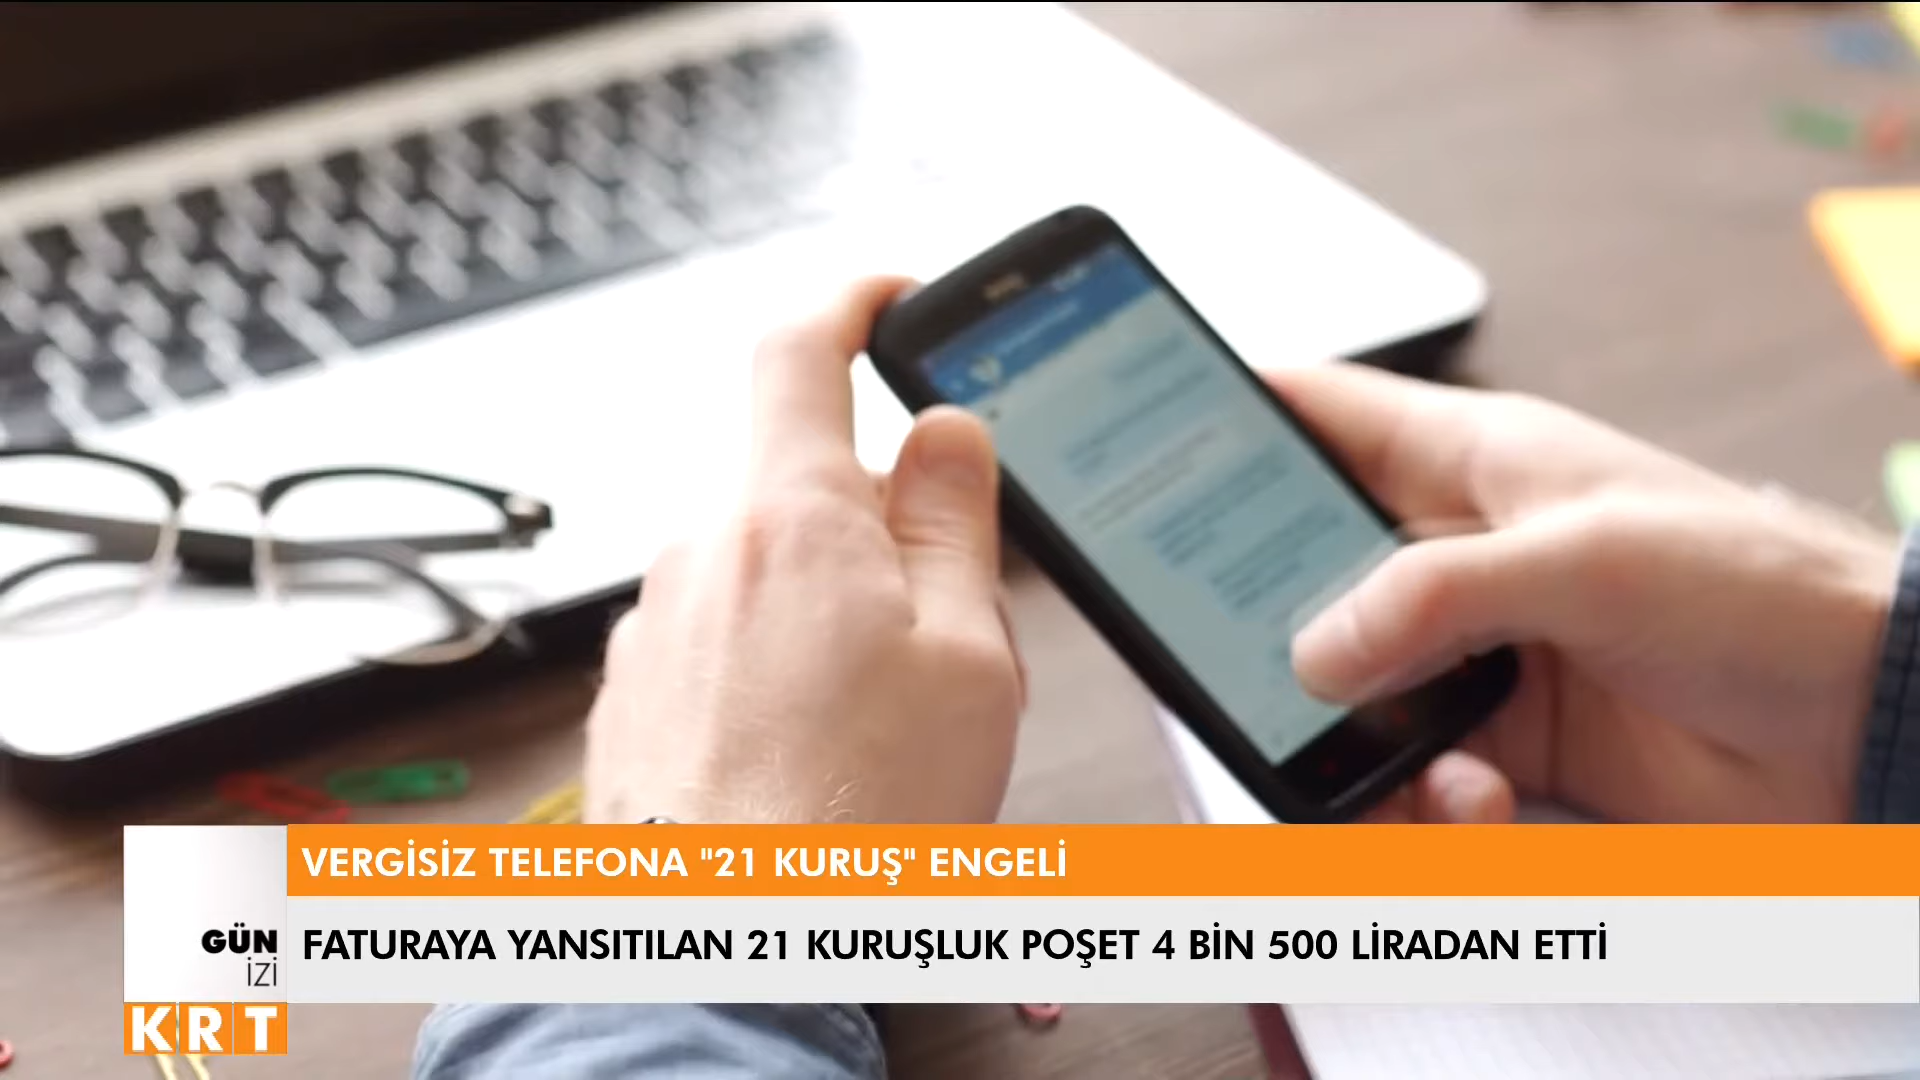 VERGİSİZ TELEFONA "21 KURUŞ" ENGELİ
GÜN
İZİ
FATURAYA YANSITILAN 21 KURUŞLUK POŞET 4 BİN 500 LİRADAN ETTİ
KRT